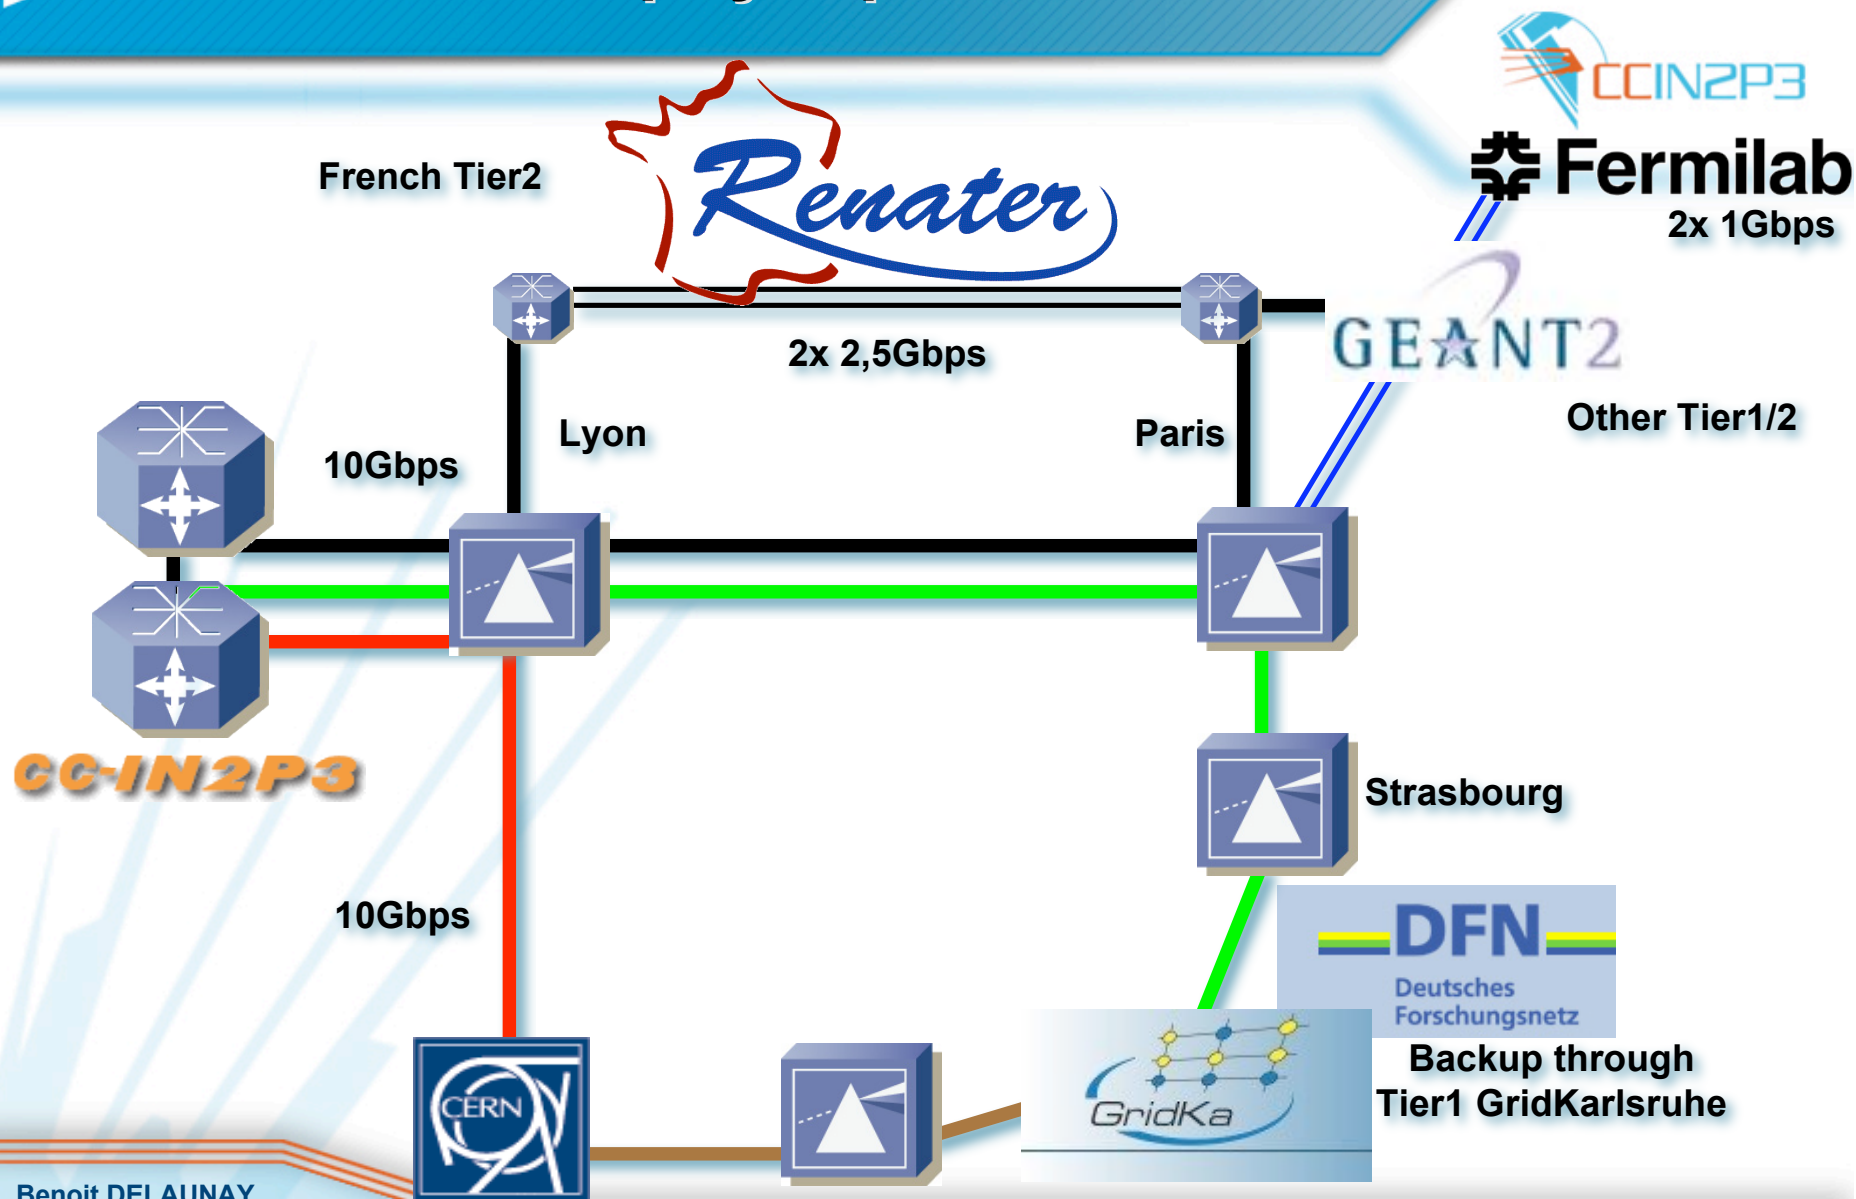 CCIN2P3
Fermilab
2x 1Gbps
French Tier2
Renater
GEANT2
2x 2,5Gbps
Other Tier1/2
Lyon
Paris
10Gbps
CC-IN2P3
Strasbourg
10Gbps
DFN
Deutsches
Forschungsnetz
Backup through
Tier1 GridKarlsruhe
CERN
GridKa
Benoit DELAUNAY